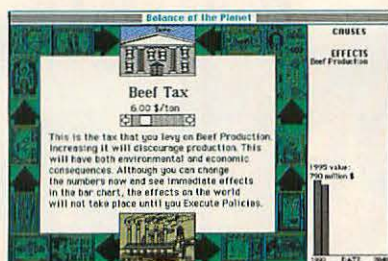 Balance of the Planet
CAUSES
EFFECTS
Beef Production
Beef Tax
6.00 $/ton
This is the tax that you levy on Beef Production.
Increasing it will discourage production. This
will have both environmental and economic
consequences. Although you can change
the numbers now and see immediate effects
in the bar chart, the effects on the world
will not take place until you Execute Policies.
1995 value:
790 million $
1990 DATE